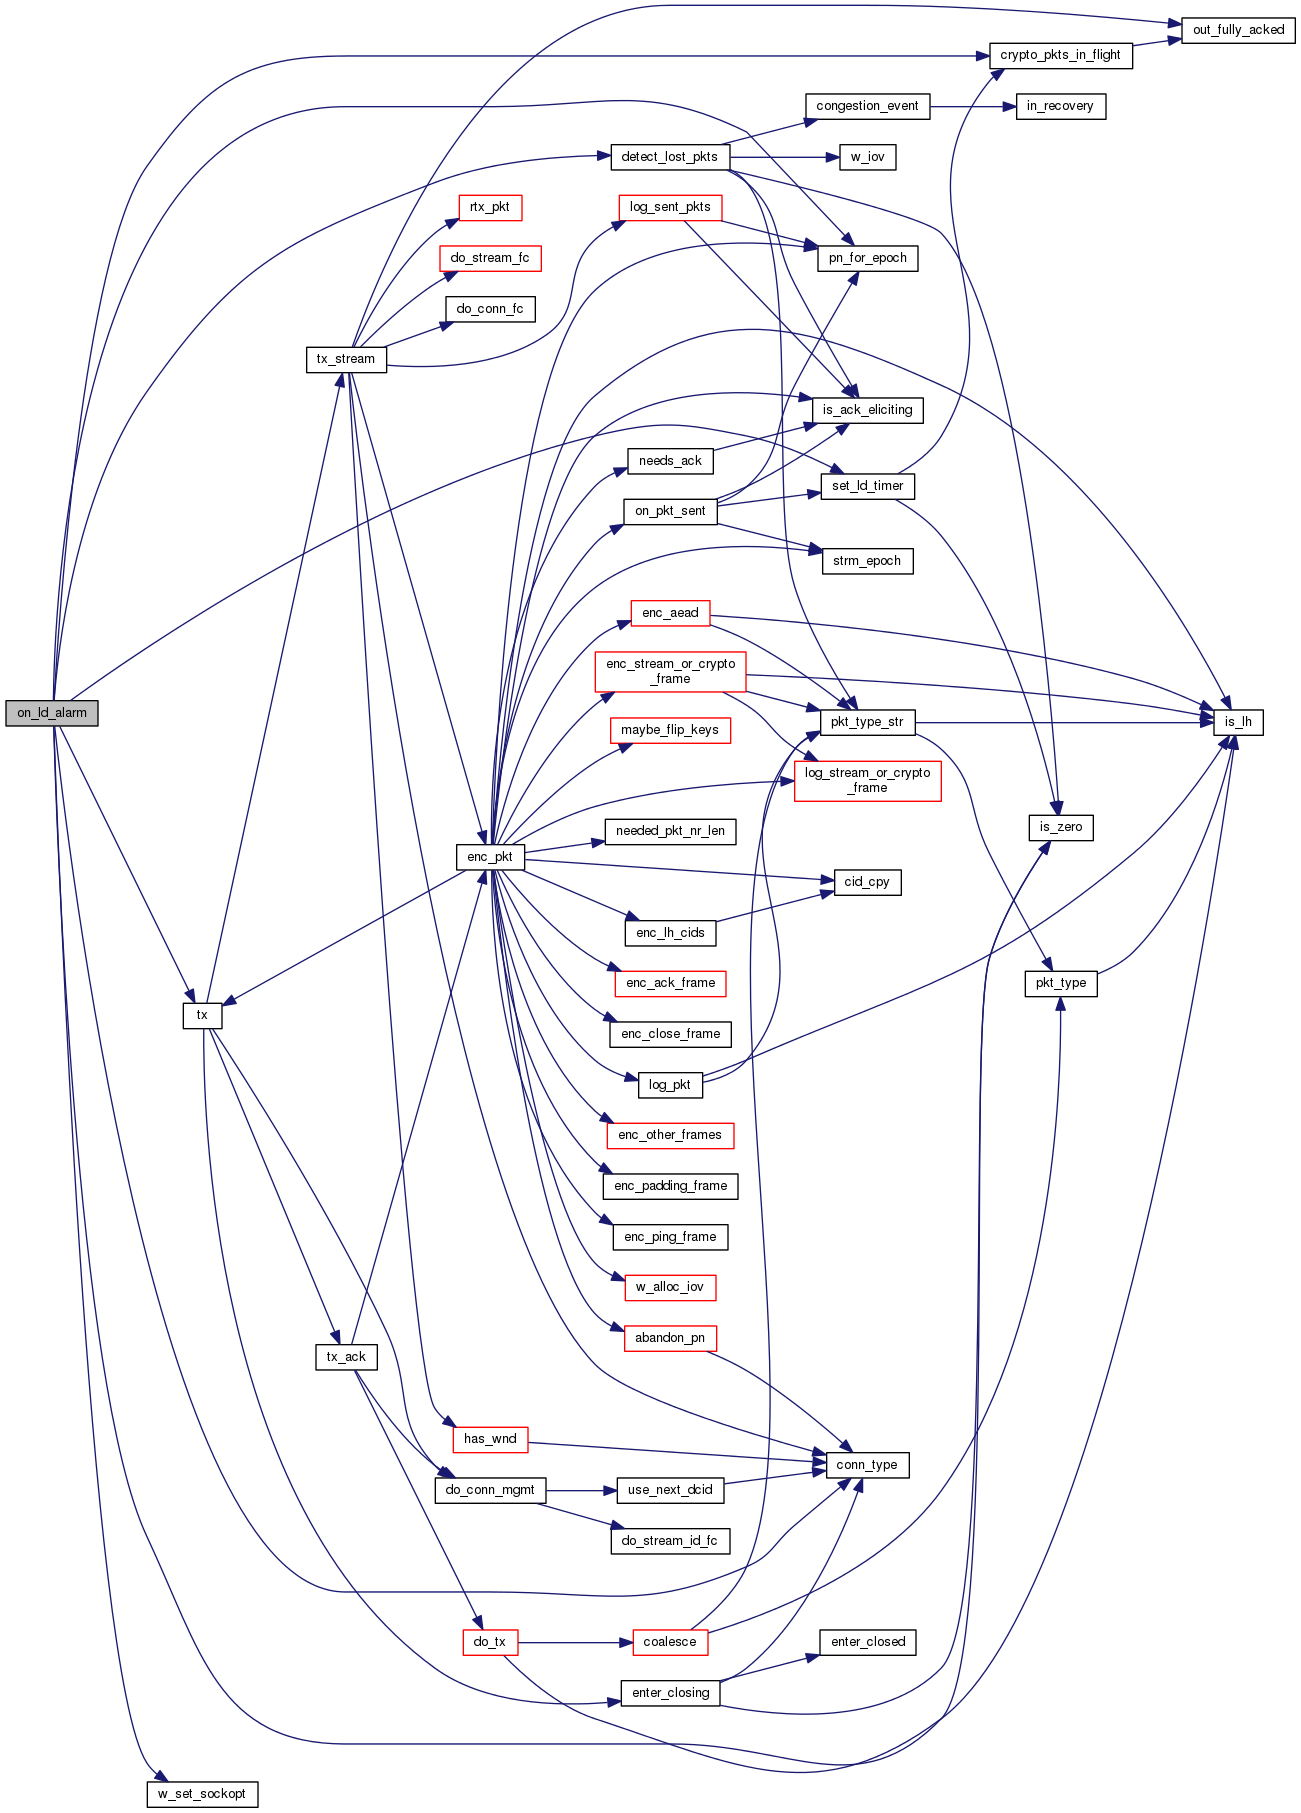 out_fully_acked
crypto_pkts_in_flight
congestion_event
in_recovery
detect_lost_pkts
w_iov
rtx_pkt
log_sent_pkts
do_stream_fc
pn_for_epoch
do_conn_fc
tx_stream
is_ack_eliciting
needs_ack
set_ld_timer
on_pkt_sent
strm_epoch
enc_aead
enc_stream_or_crypto
_frame
on_ld_alarm
maybe_flip_keys
pkt_type_str
is_lh
log_stream_or_crypto
_frame
needed_pkt_nr_len
is_zero
enc_pkt
cid_cpy
enc_lh_cids
enc_ack_frame
pkt_type
tx
enc_close_frame
log_pkt
enc_other_frames
enc_padding_frame
enc_ping_frame
w_alloc_iov
abandon_pn
tx_ack
has_wnd
conn_type
do_conn_mgmt
use_next_dcid
do_stream_id_fc
do_tx
coalesce
enter_closed
enter_closing
w_set_sockopt